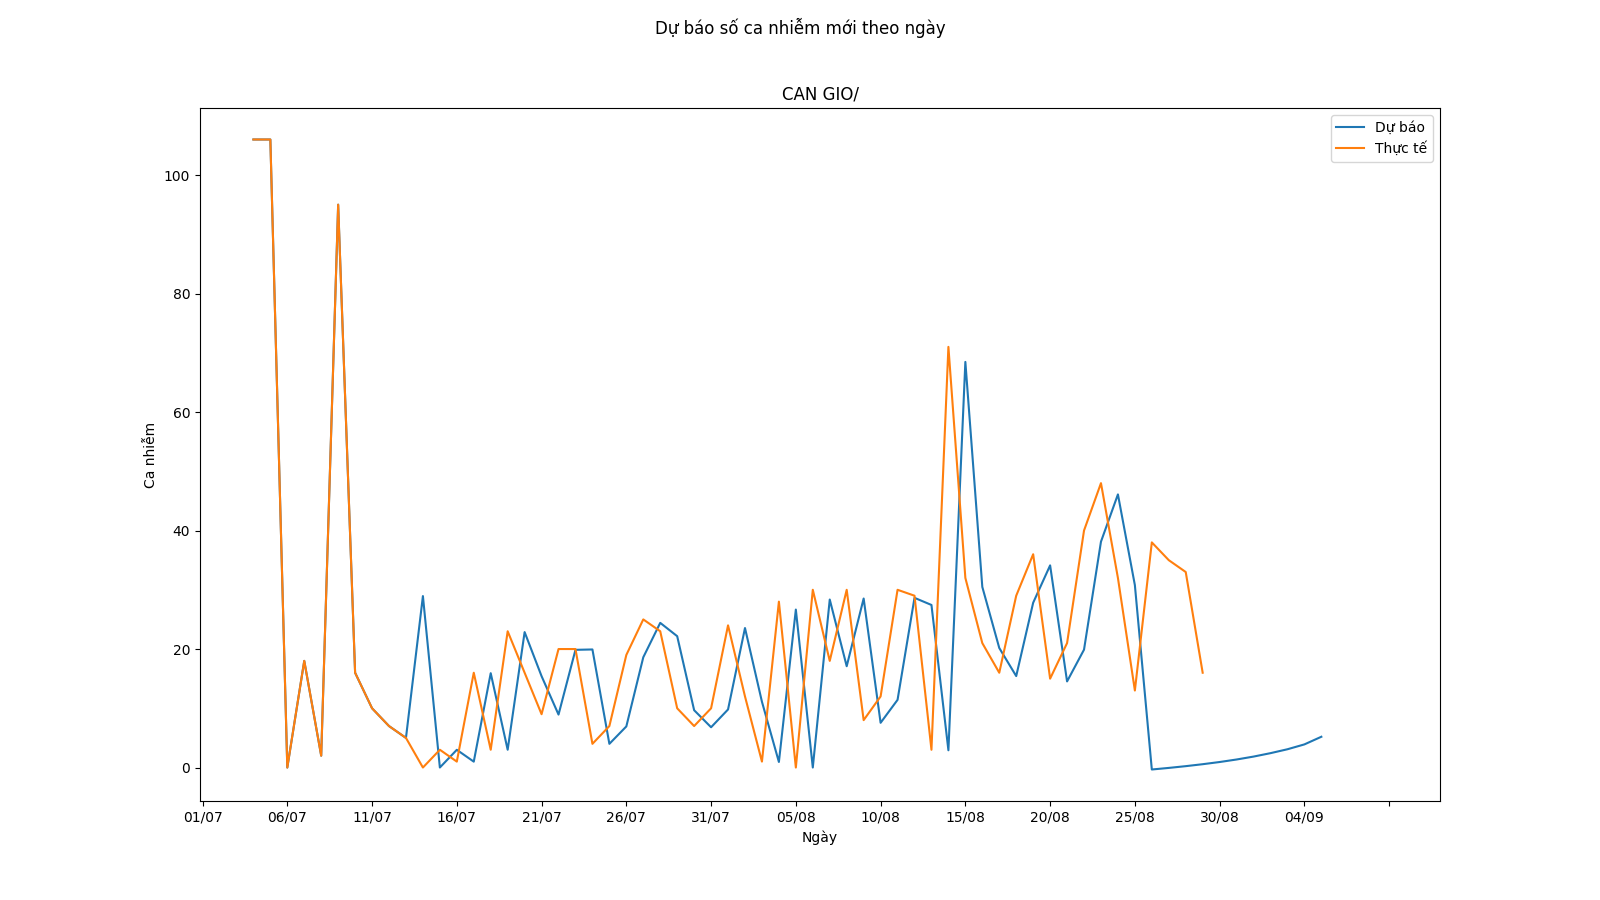 Dự báo số ca nhiễm mới theo ngày
CAN GIO/
Dự báo
Thực tế
100
80
60
40
20
0
Ca nhiễm
01/07 06/07 11/07 16/07 21/07 26/07 31/07 05/08 10/08 15/08 20/08 25/08 30/08 04/09
Ngày